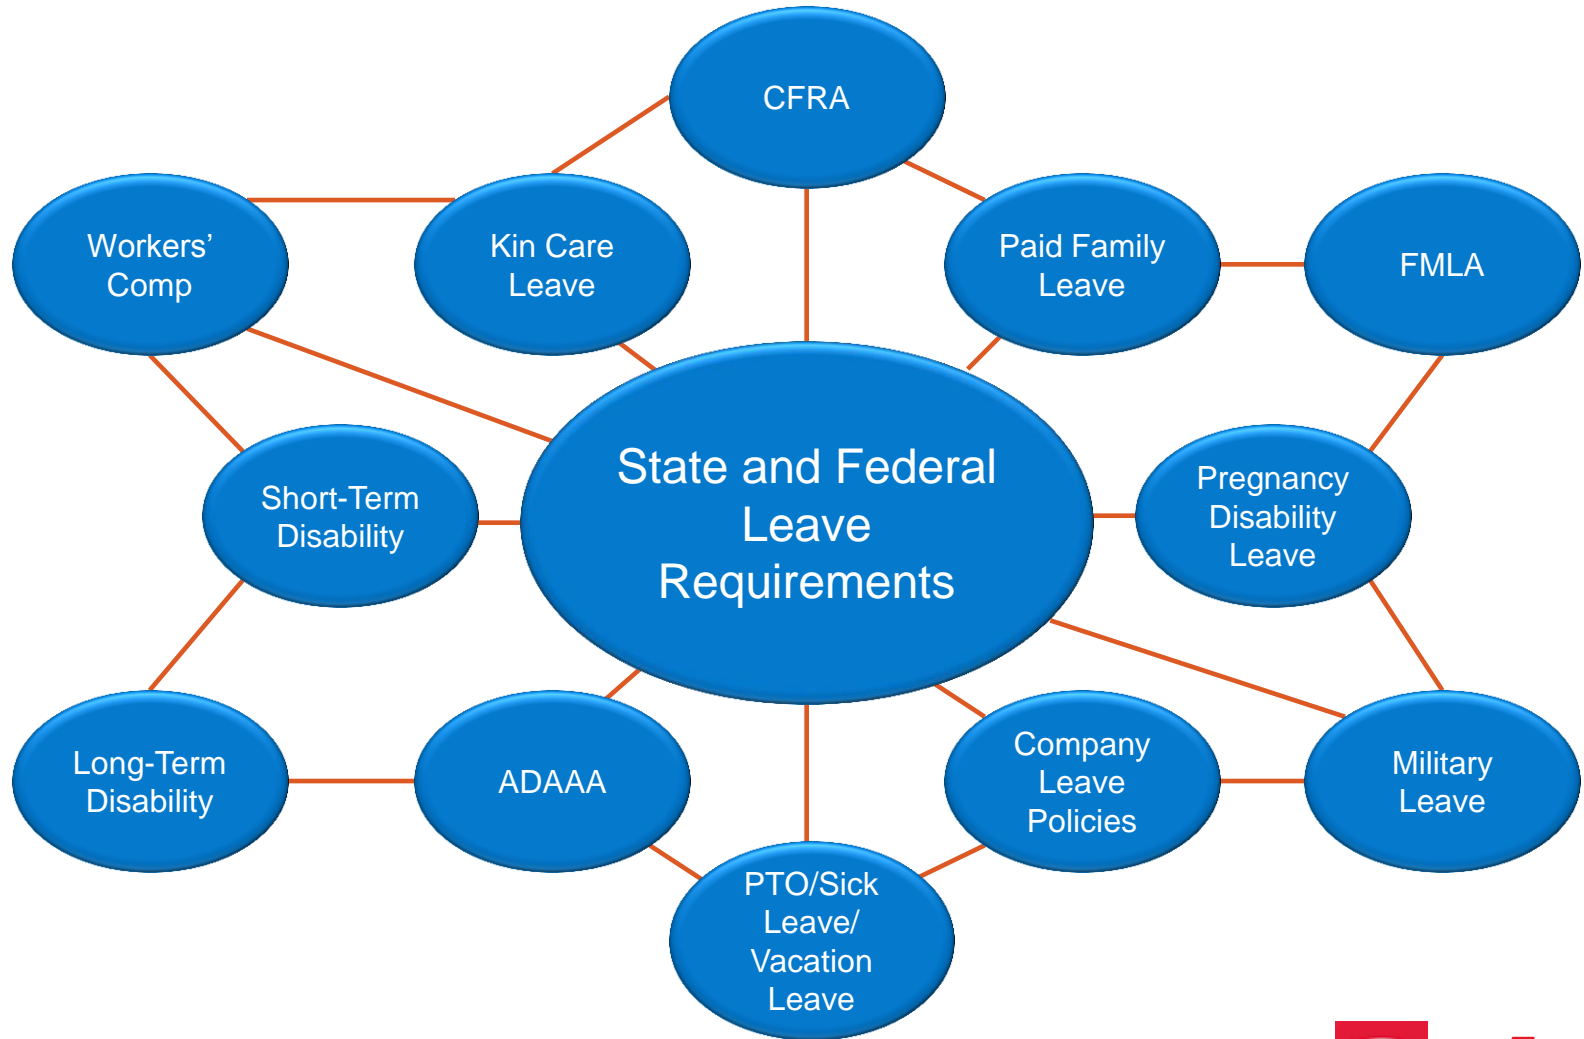 CFRA
Workers’
Comp
Kin Care
Leave
Paid Family
Leave
FMLA
State and Federal
Leave
Requirements
Short-Term
Disability
Pregnancy
Disability
Leave
Long-Term
Disability
ADAAA
Company
Leave
Policies
Military
Leave
PTO/Sick
Leave/
Vacation
Leave